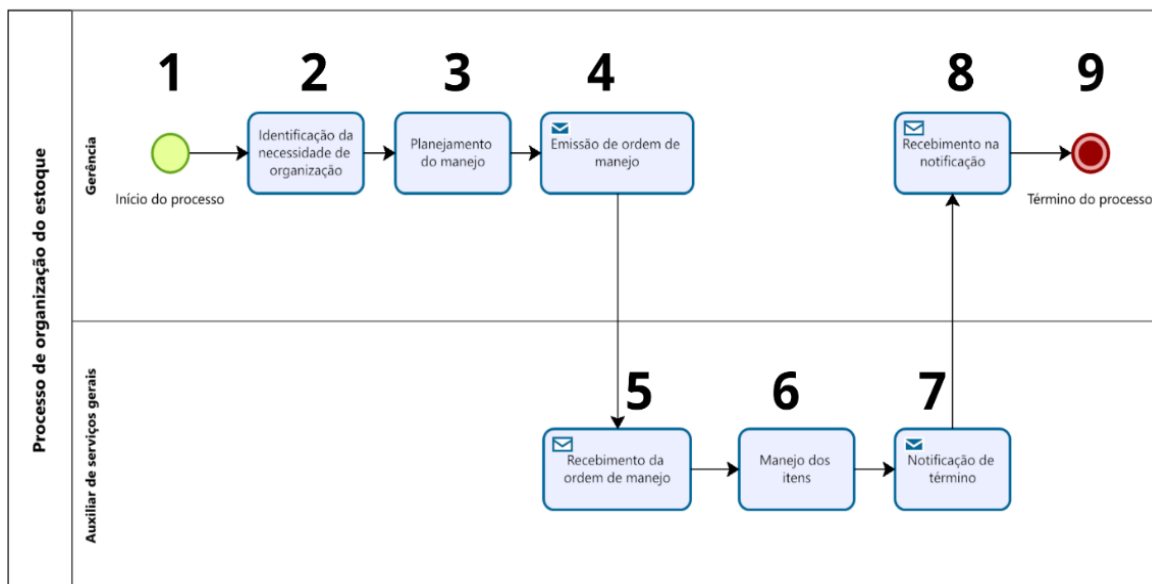 Processo de organização do estoque
Gerência
1
2
3
4
8
9
Identificação da
necessidade de
organização
Planejamento
do manejo
Emissão de ordem de
manejo
Recebimento na
notificação
Início do processo
Término do processo
Auxiliar de serviços gerais
5
6
7
Recebimento da
ordem de manejo
Manejo dos
itens
Notificação de
término